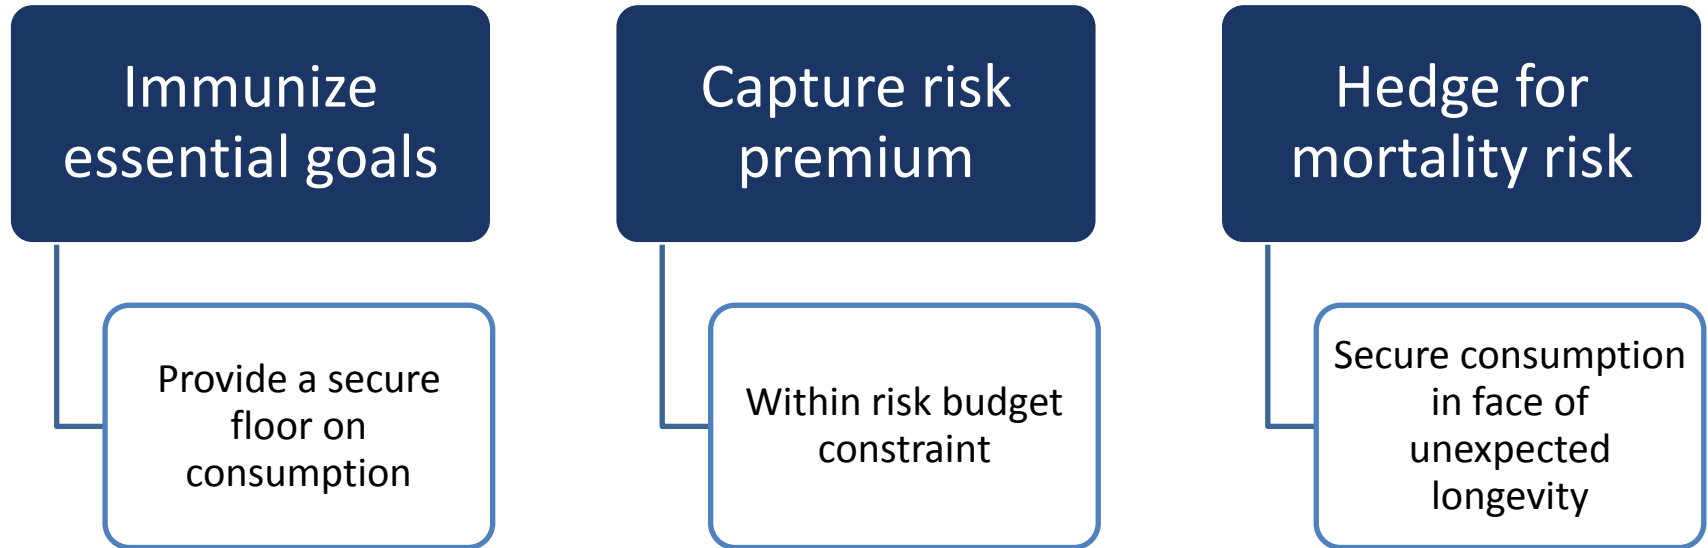 Immunize
essential goals
Provide a secure
floor on
consumption
Capture risk
premium
Within risk budget
constraint
Hedge for
mortality risk
Secure consumption
in face of
unexpected
longevity